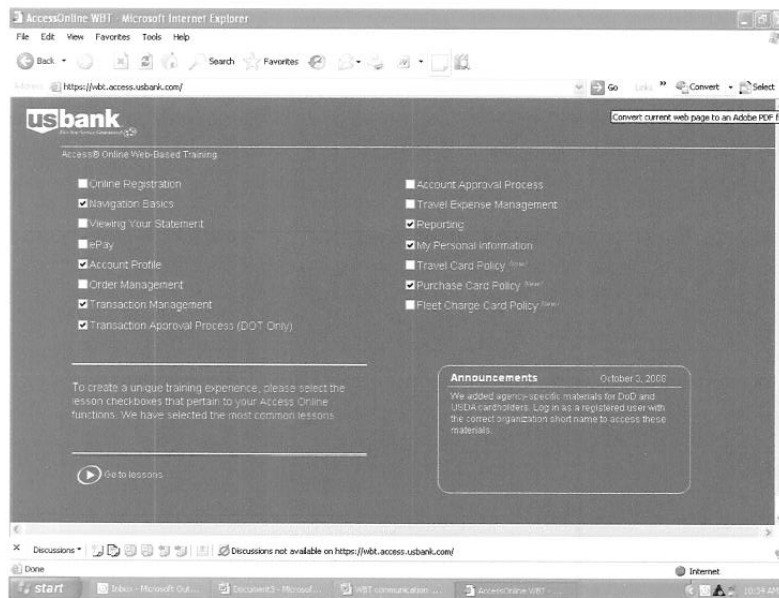 AccessOnline WBT - Microsoft Internet Explorer
File Edit View Favorites Tools Help
Back Search Favorites
Address https://wbt.access.usbank.com/ Go Links » Convert Select
Convert current web page to an Adobe PDF
usbank
Access® Online Web-Based Training
Online Registration
Navigation Basics
Viewing Your Statement
ePay
Account Profile
Order Management
Transaction Management
Transaction Approval Process (DOT Only)
Account Approval Process
Travel Expense Management
Reporting
My Personal Information
Travel Card Policy New!
Purchase Card Policy New!
Fleet Charge Card Policy New!
To create a unique training experience, please select the
lesson checkboxes that pertain to your Access Online
functions. We have selected the most common lessons
Go to lessons
Announcements October 3, 2008
We added agency-specific materials for DoD and
USDA cardholders. Log in as a registered user with
the correct organization short name to access these
materials.
Discussions Discussions not available on https://wbt.access.usbank.com/
Done Internet
start Inbox - Microsoft Out... Document3 - Microsof... WBT communication ... AccessOnline WBT - ... 10:34 AM